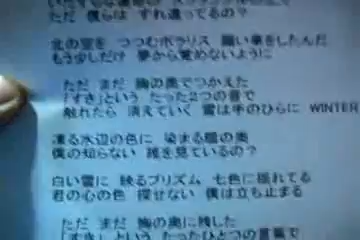 ただ 僕らは すれ違ってるの？
北の空を つつむポラリス 願い事をしたんだ
もう少しだけ 夢から覚めないように
ただ まだ 胸の奥でつかえた
「すき」という たった2つの音で
触れたら 消えていく 雪は手のひらに WINTER
凍る水辺の色に 染まる瞳の奥
僕の知らない 誰を見ているの？
白い雲に 映るプリズム 七色に揺れてる
君の心の色 探せない 僕は立ち止まる
ただ まだ 胸の奥に残した
「すき」という たったひとつの言葉で